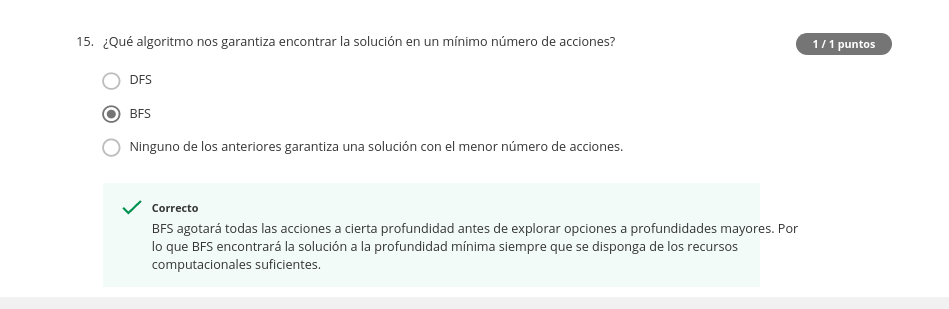 15. ¿Qué algoritmo nos garantiza encontrar la solución en un mínimo número de acciones?
1 / 1 puntos
DFS
BFS
Ninguno de los anteriores garantiza una solución con el menor número de acciones.
Correcto
BFS agotará todas las acciones a cierta profundidad antes de explorar opciones a profundidades mayores. Por
lo que BFS encontrará la solución a la profundidad mínima siempre que se disponga de los recursos
computacionales suficientes.